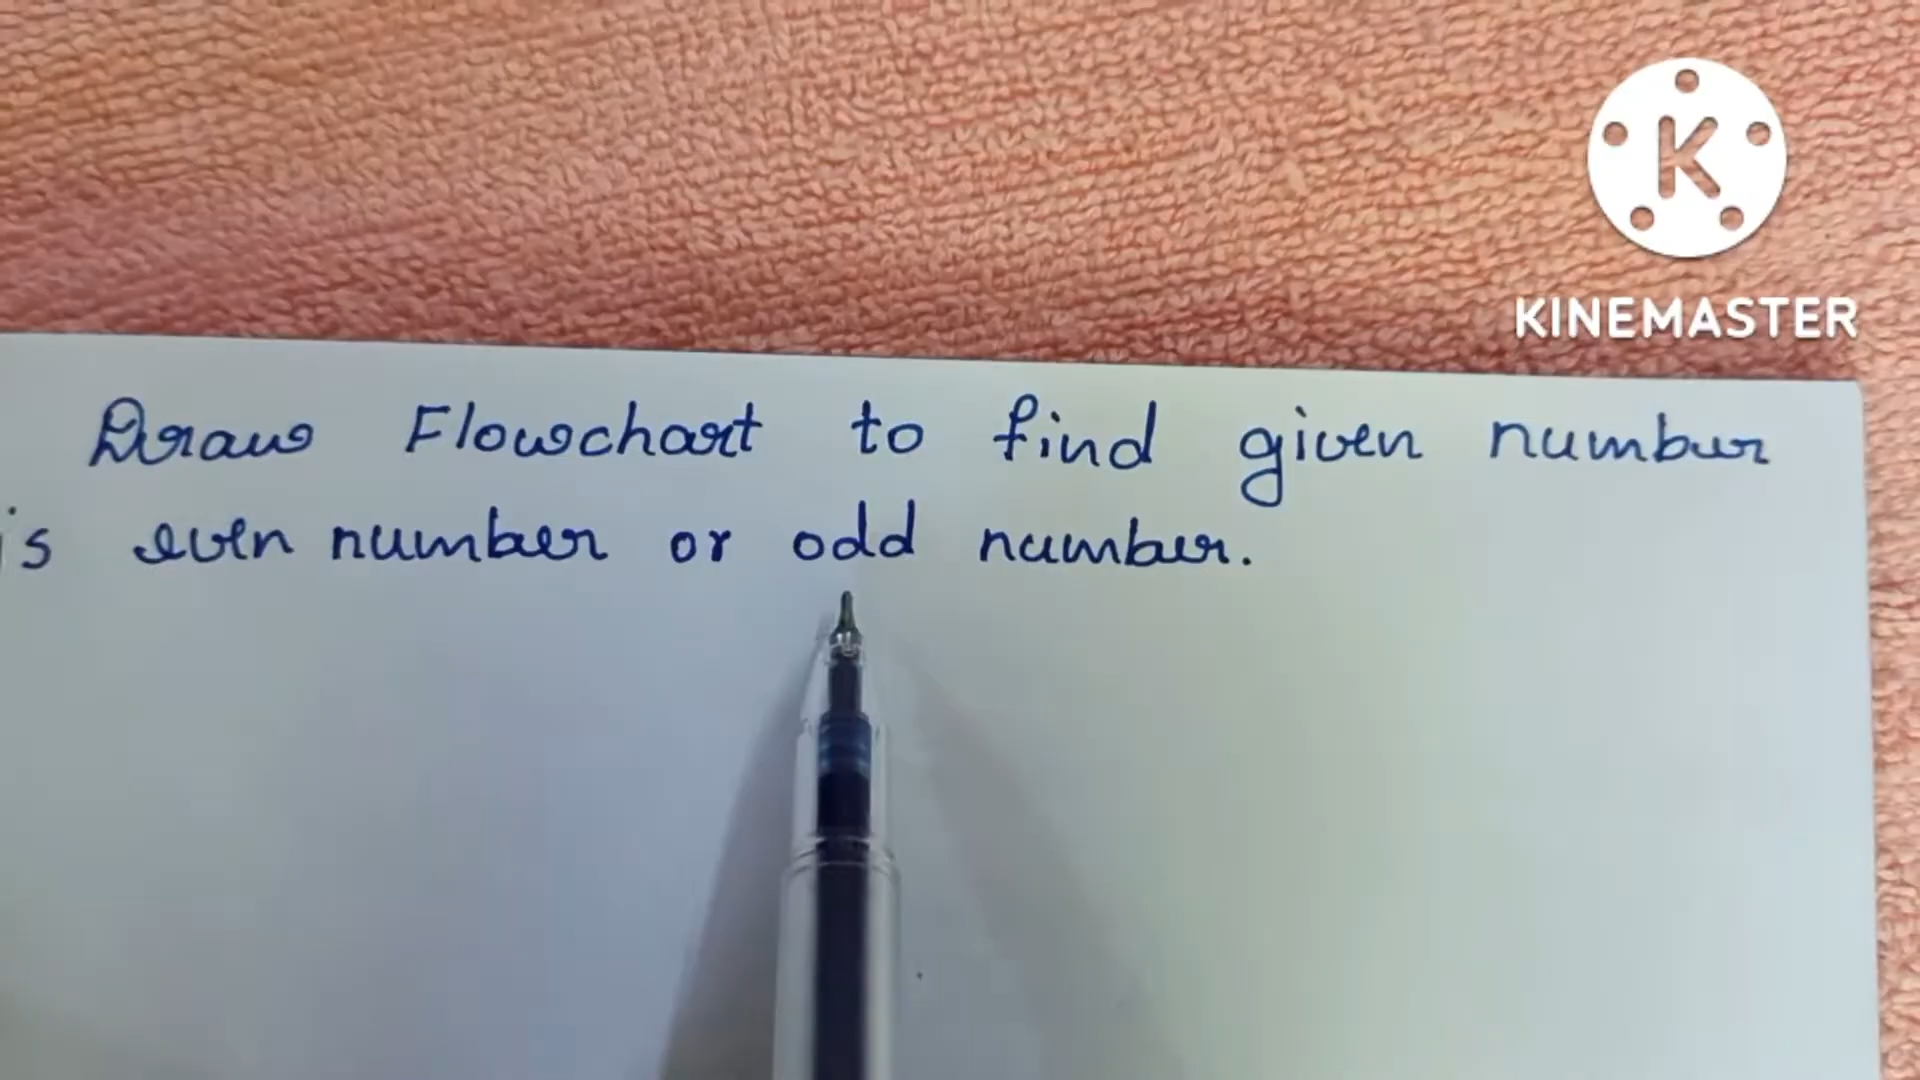 KINEMASTER
Draw Flowchart to find given number
is even number or odd number.